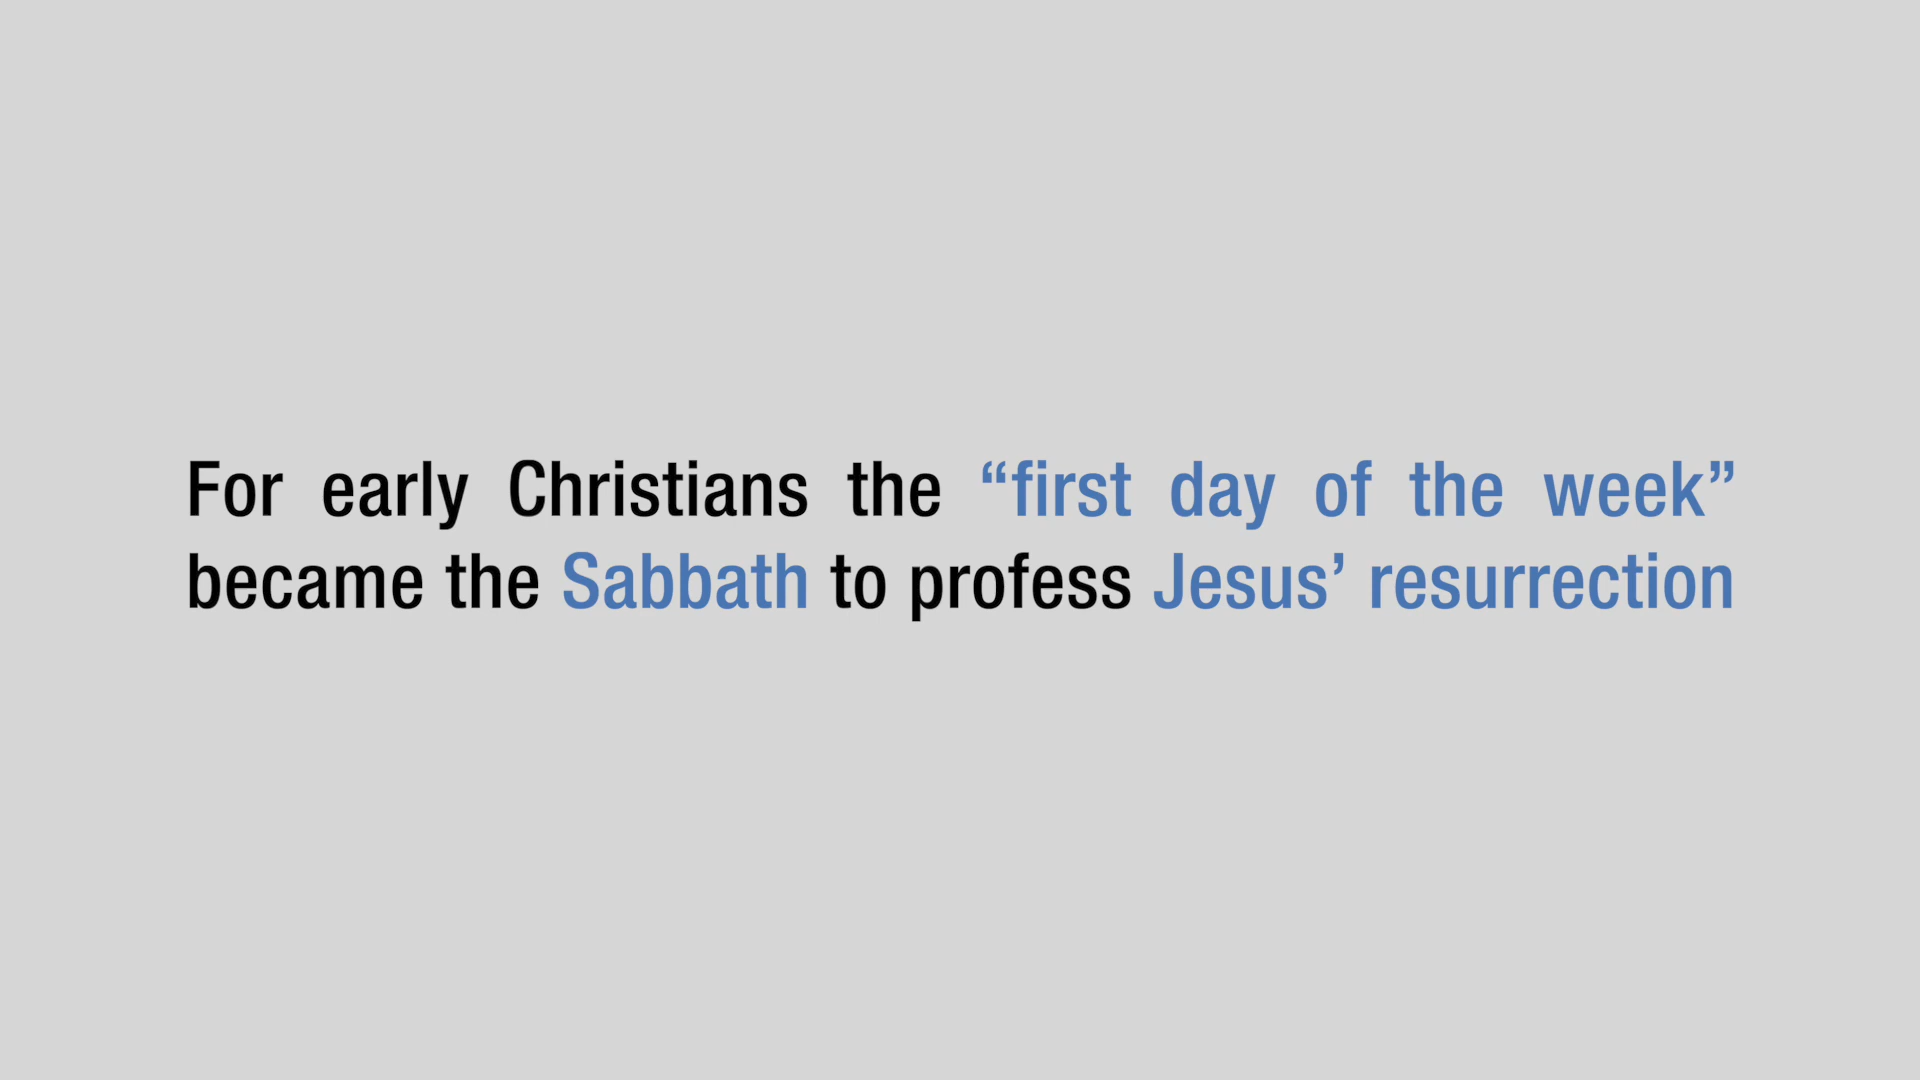 For early Christians the “first day of the week”
became the Sabbath to profess Jesus’ resurrection